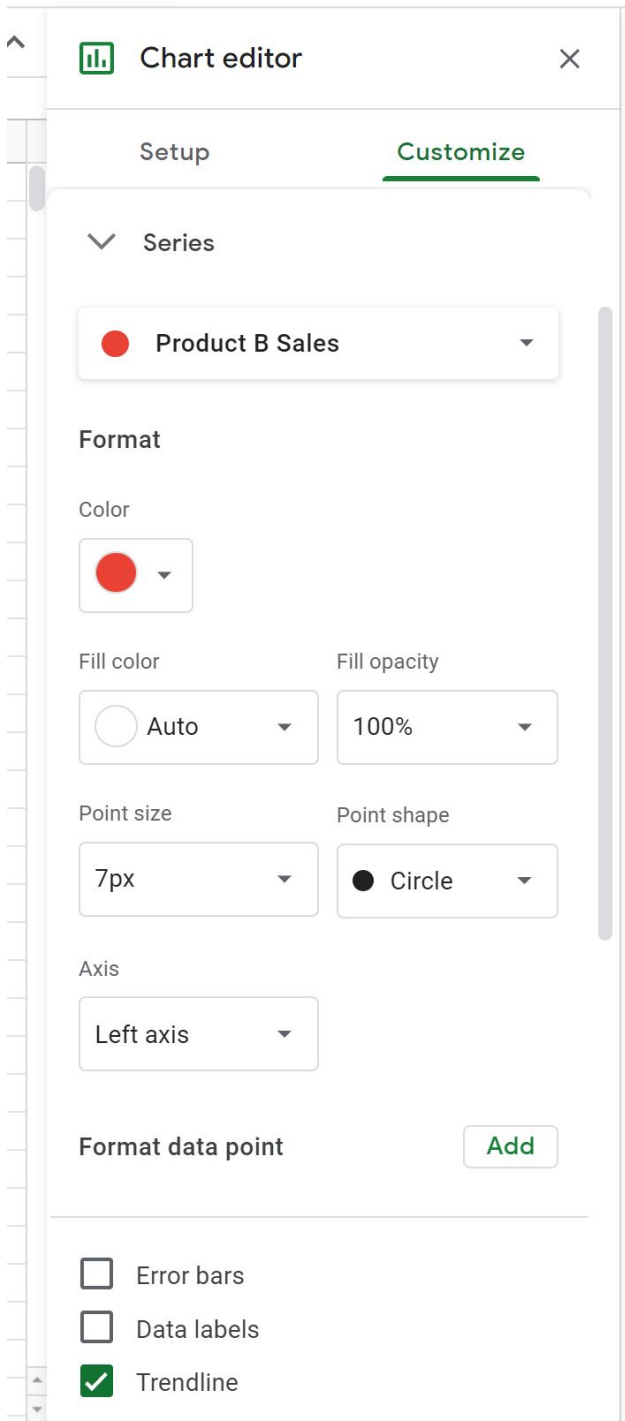 Chart editor
Setup Customize
Series
Product B Sales
Format
Color
Fill color Fill opacity
Auto 100%
Point size Point shape
7px Circle
Axis
Left axis
Format data point Add
Error bars
Data labels
Trendline